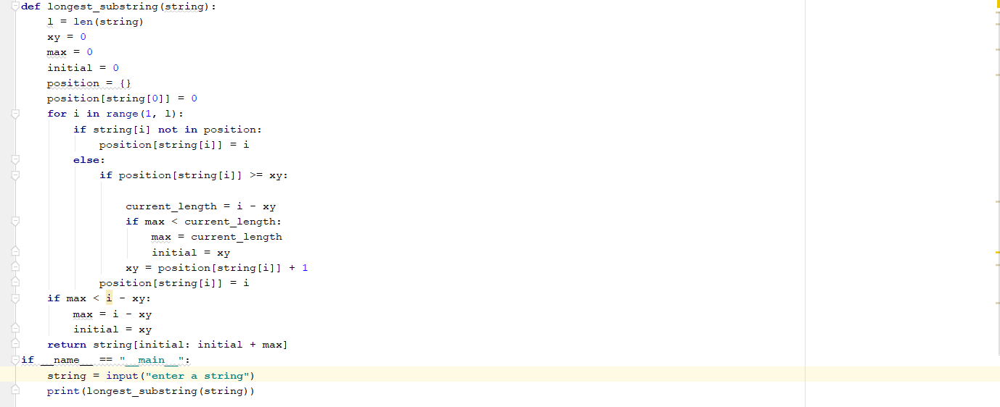 def longest_substring(string):
    l = len(string)
    xy = 0
    max = 0
    initial = 0
    position = {}
    position[string[0]] = 0
    for i in range(1, l):
        if string[i] not in position:
            position[string[i]] = i
        else:
            if position[string[i]] >= xy:

                current_length = i - xy
                if max < current_length:
                    max = current_length
                    initial = xy
                xy = position[string[i]] + 1
            position[string[i]] = i
    if max < i - xy:
        max = i - xy
        initial = xy
    return string[initial: initial + max]
if __name__ == "__main__":
    string = input("enter a string")
    print(longest_substring(string))